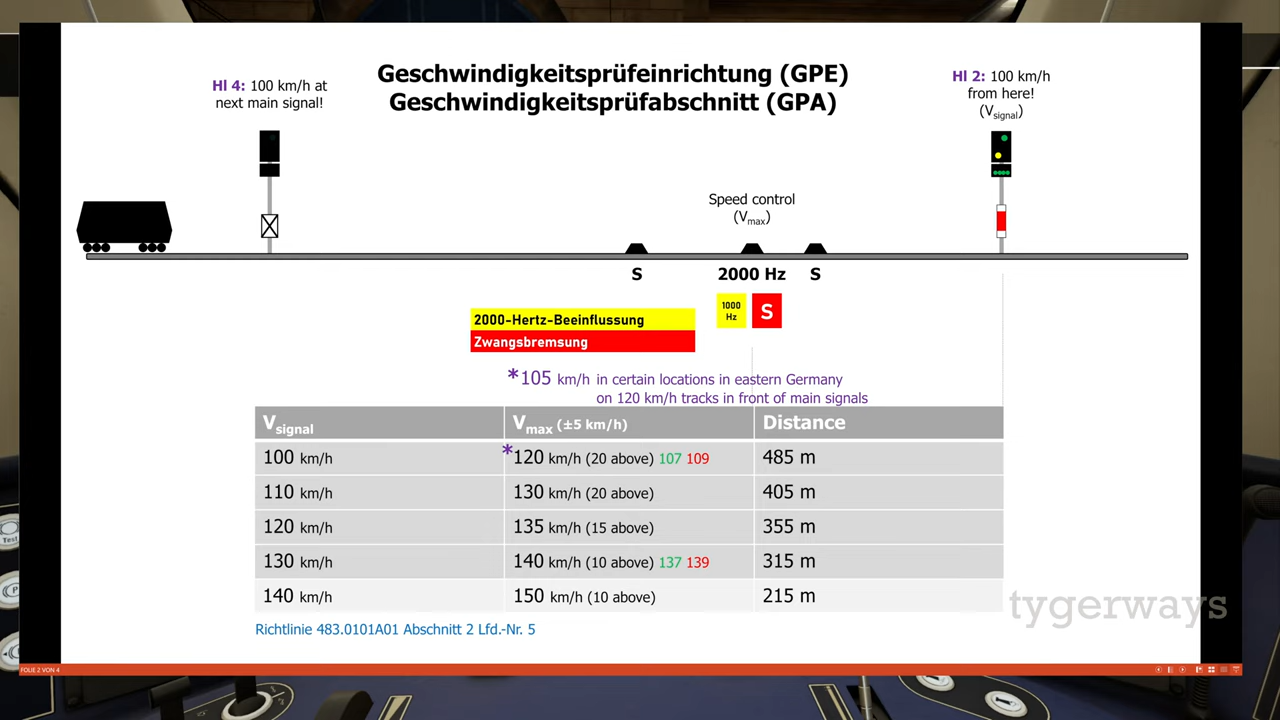 Geschwindigkeitsprüfeinrichtung (GPE)
Geschwindigkeitsprüfabschnitt (GPA)
Hl 4: 100 km/h at
next main signal!
Hl 2: 100 km/h
from here!
(Vsignal)
Speed control
(Vmax)
S
2000 Hz
S
1000
Hz
S
2000-Hertz-Beeinflussung
Zwangsbremsung
*105 km/h in certain locations in eastern Germany
on 120 km/h tracks in front of main signals
Vsignal Vmax (±5 km/h) Distance
100 km/h *120 km/h (20 above) 107 109 485 m
110 km/h 130 km/h (20 above) 405 m
120 km/h 135 km/h (15 above) 355 m
130 km/h 140 km/h (10 above) 137 139 315 m
140 km/h 150 km/h (10 above) 215 m
Richtlinie 483.0101A01 Abschnitt 2 Lfd.-Nr. 5
tygerways
FOLIE 2 VON 4